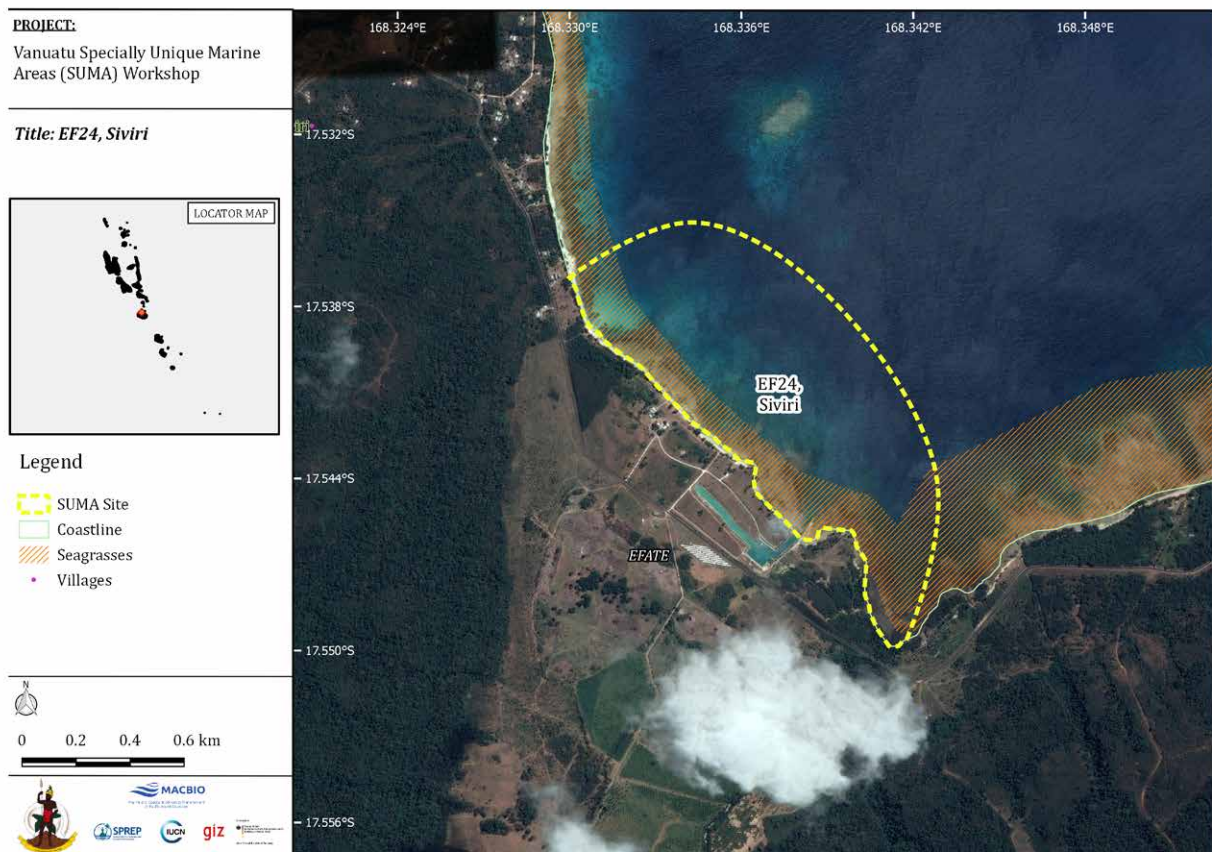 PROJECT:
Vanuatu Specially Unique Marine
Areas (SUMA) Workshop
Title: EF24, Siviri
LOCATOR MAP
Legend
SUMA Site
Coastline
Seagrasses
Villages
N
0 0.2 0.4 0.6 km
MACBIO
SPREP
IUCN
giz
168.324°E 168.330°E 168.336°E 168.342°E 168.348°E
17.532°S
17.538°S
17.544°S
17.550°S
17.556°S
EF24,
Siviri
EFATE